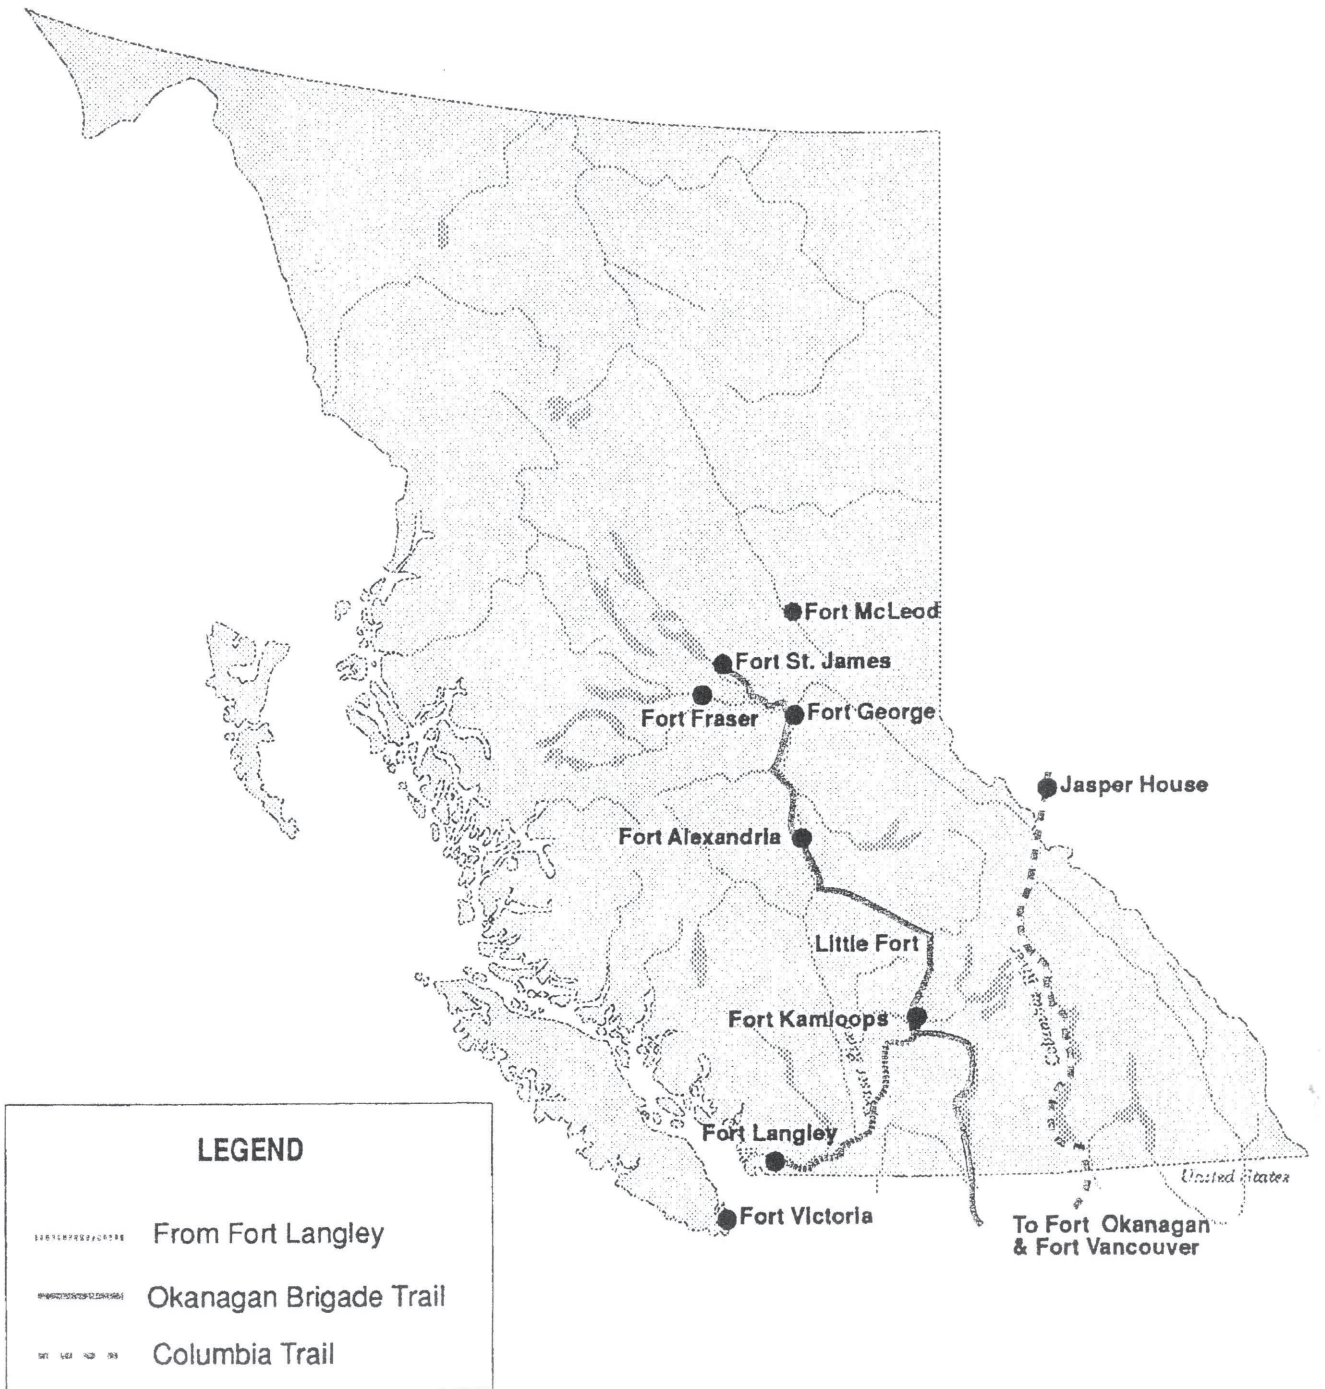 Fort McLeod
Fort St. James
Fort Fraser
Fort George
Jasper House
Fort Alexandria
Little Fort
Fort Kamloops
Columbia R.
Fort Langley
United States
Fort Victoria
To Fort Okanagan
& Fort Vancouver
LEGEND
From Fort Langley
Okanagan Brigade Trail
Columbia Trail